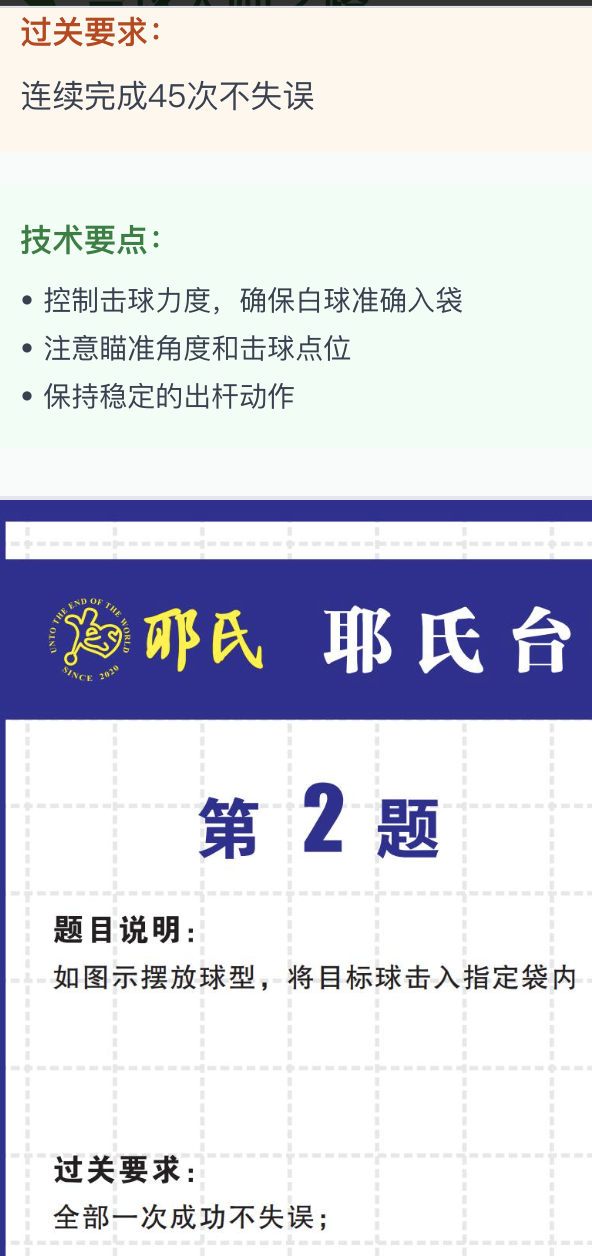 过关要求：
连续完成45次不失误
技术要点：
• 控制击球力度，确保白球准确入袋
• 注意瞄准角度和击球点位
• 保持稳定的出杆动作
UNTO THE END OF THE WORLD
Yes
SINCE 2020
耶氏 耶氏台
第2题
题目说明：
如图示摆放球型，将目标球击入指定袋内
过关要求：
全部一次成功不失误；